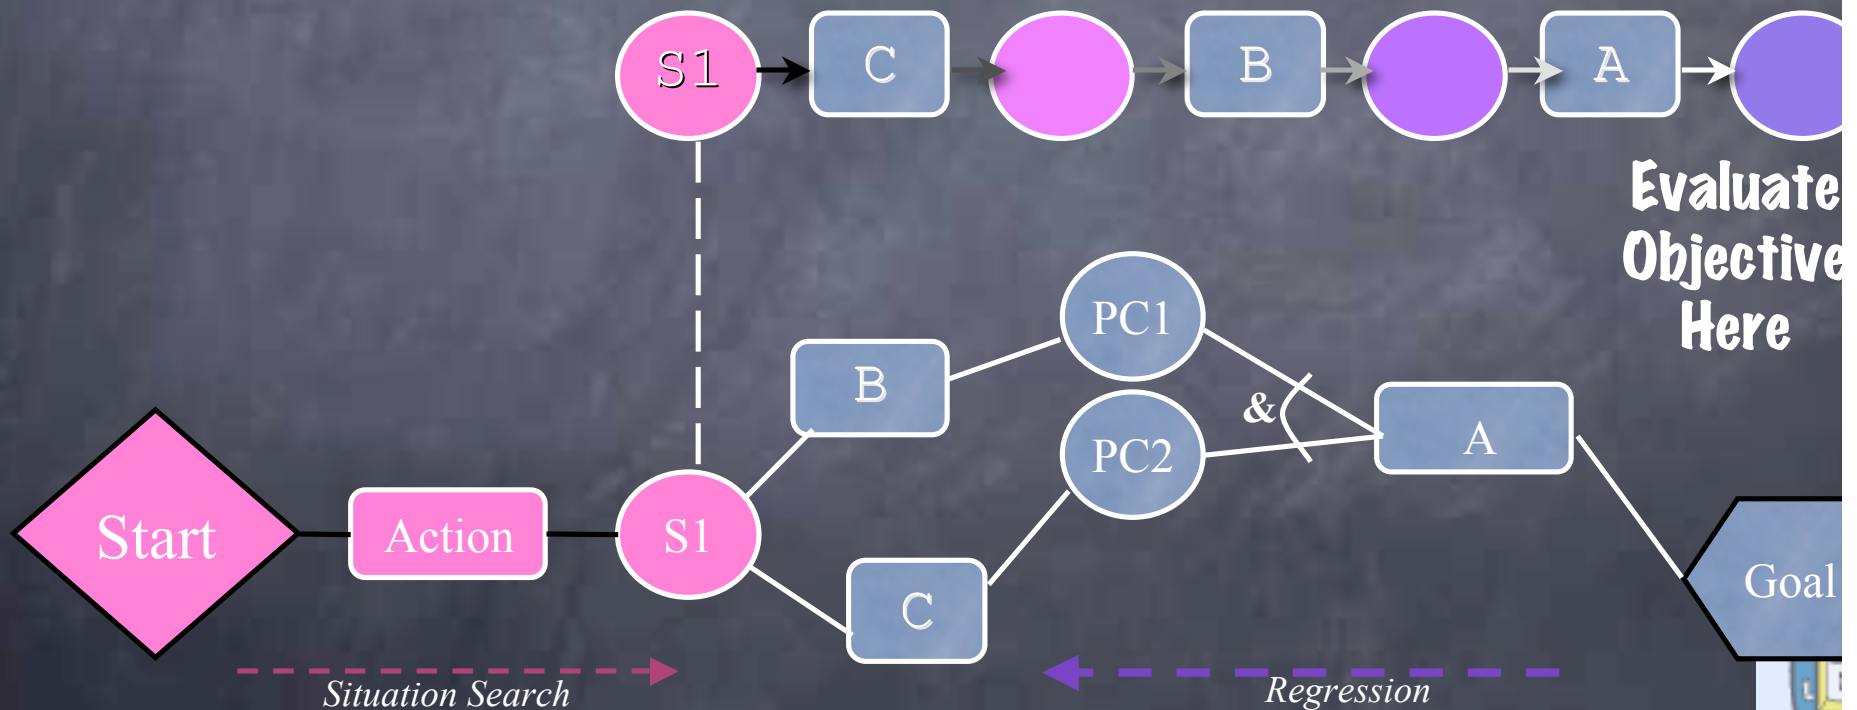 S1
C
B
A
Evaluate
Objective
Here
PC1
B
&
PC2
A
Start
Action
S1
C
Goal
Situation Search
Regression
L